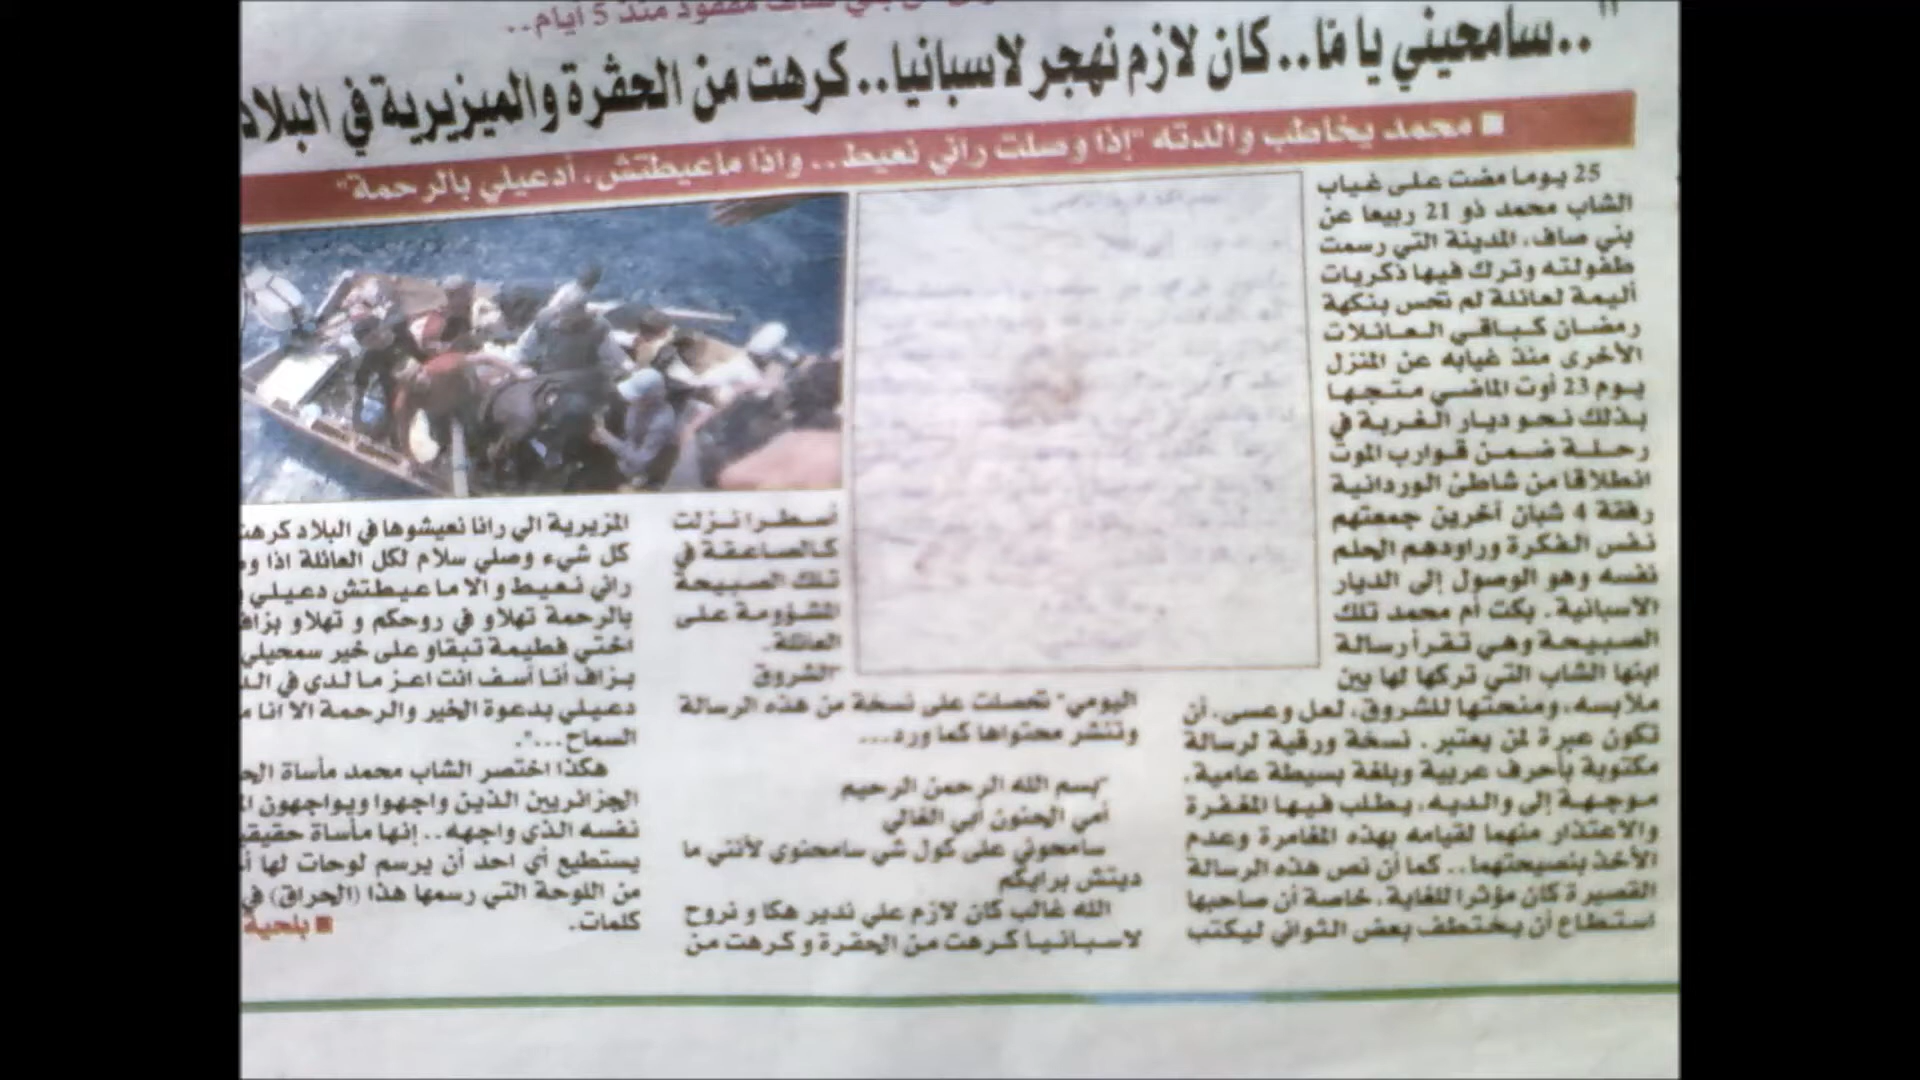 مفقود منذ 5 أيام..
"..سامحيني يا مّا..كان لازم نهجر لاسبانيا..كرهت من الحڤرة والميزيرية في البلاد
■ محمد يخاطب والدته "إذا وصلت راني نعيط.. واذا ماعيطتش، أدعيلي بالرحمة"
25 يوما مضت على غياب
الشاب محمد ذو 21 ربيعا عن
بني صاف، المدينة التي رسمت
طفولته وترك فيها ذكريات
أليمة لعائلة لم تحس بنكهة
رمضان كباقي العائلات
الأخرى منذ غيابه عن المنزل
يوم 23 أوت الماضي متجها
بذلك نحو ديار الغربة في
رحلة ضمن قوارب الموت
انطلاقا من شاطئ الوردانية
رفقة 4 شبان آخرين جمعتهم
نفس الفكرة وراودهم الحلم
نفسه وهو الوصول إلى الديار
الاسبانية. بكت أم محمد تلك
الصبيحة وهي تقرأ رسالة
ابنها الشاب التي تركها لها بين
ملابسه، ومنحتها للشروق، لعل وعسى، أن
تكون عبرة لمن يعتبر. نسخة ورقية لرسالة
مكتوبة بأحرف عربية وبلغة بسيطة عامية،
موجهة إلى والديه، يطلب فيها المغفرة
والاعتذار منهما لقيامه بهذه المغامرة وعدم
الأخذ بنصيحتهما.. كما أن نص هذه الرسالة
القصيرة كان مؤثرا للغاية، خاصة أن صاحبها
استطاع أن يختطف بعض الثواني ليكتب
أسطرا نزلت
كالصاعقة في
تلك الصبيحة
المشؤومة على
العائلة.
"الشروق
اليومي" تحصلت على نسخة من هذه الرسالة
وتنشر محتواها كما ورد...
"بسم الله الرحمن الرحيم
أمي الحنون أبي الغالي
سامحوني على كول شي سامحنوي لأنني ما
ديتش برايكم
الله غالب كان لازم علي ندير هكا و نروح
لاسبانيا كرهت من الحقرة و كرهت من
المزيرية الي رانا نعيشوها في البلاد كرهت
كل شيء وصلي سلام لكل العائلة اذا و
راني نعيط و الا ما عيطتش دعيلي
بالرحمة تهلاو في روحكم و تهلاو بزاف
اختي فطيمة تبقاو على خير سمحيلي
بزاف أنا أسف انت اعز ما لدي في
دعيلي بدعوة الخير والرحمة الا انا
السماح...".
هكذا اختصر الشاب محمد مأساة
الجزائريين الذين واجهوا ويواجهون
نفسه الذي واجهه.. إنها مأساة
يستطيع أي احد أن يرسم لوحات لها
من اللوحة التي رسمها هذا (الحراق) في
كلمات.
■ بلحية